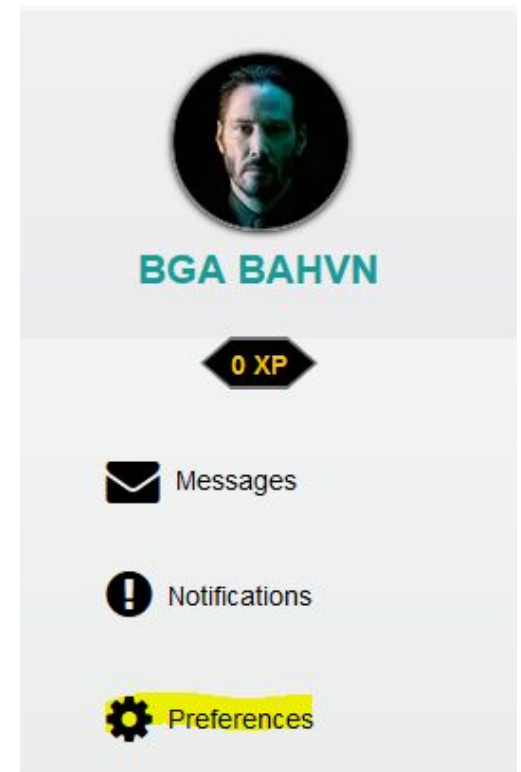 BGA BAHVN
0 XP
Messages
Notifications
Preferences